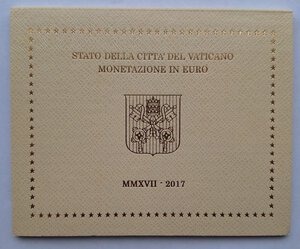 STATO DELLA CITTA' DEL VATICANO
MONETAZIONE IN EURO
MMXVII - 2017